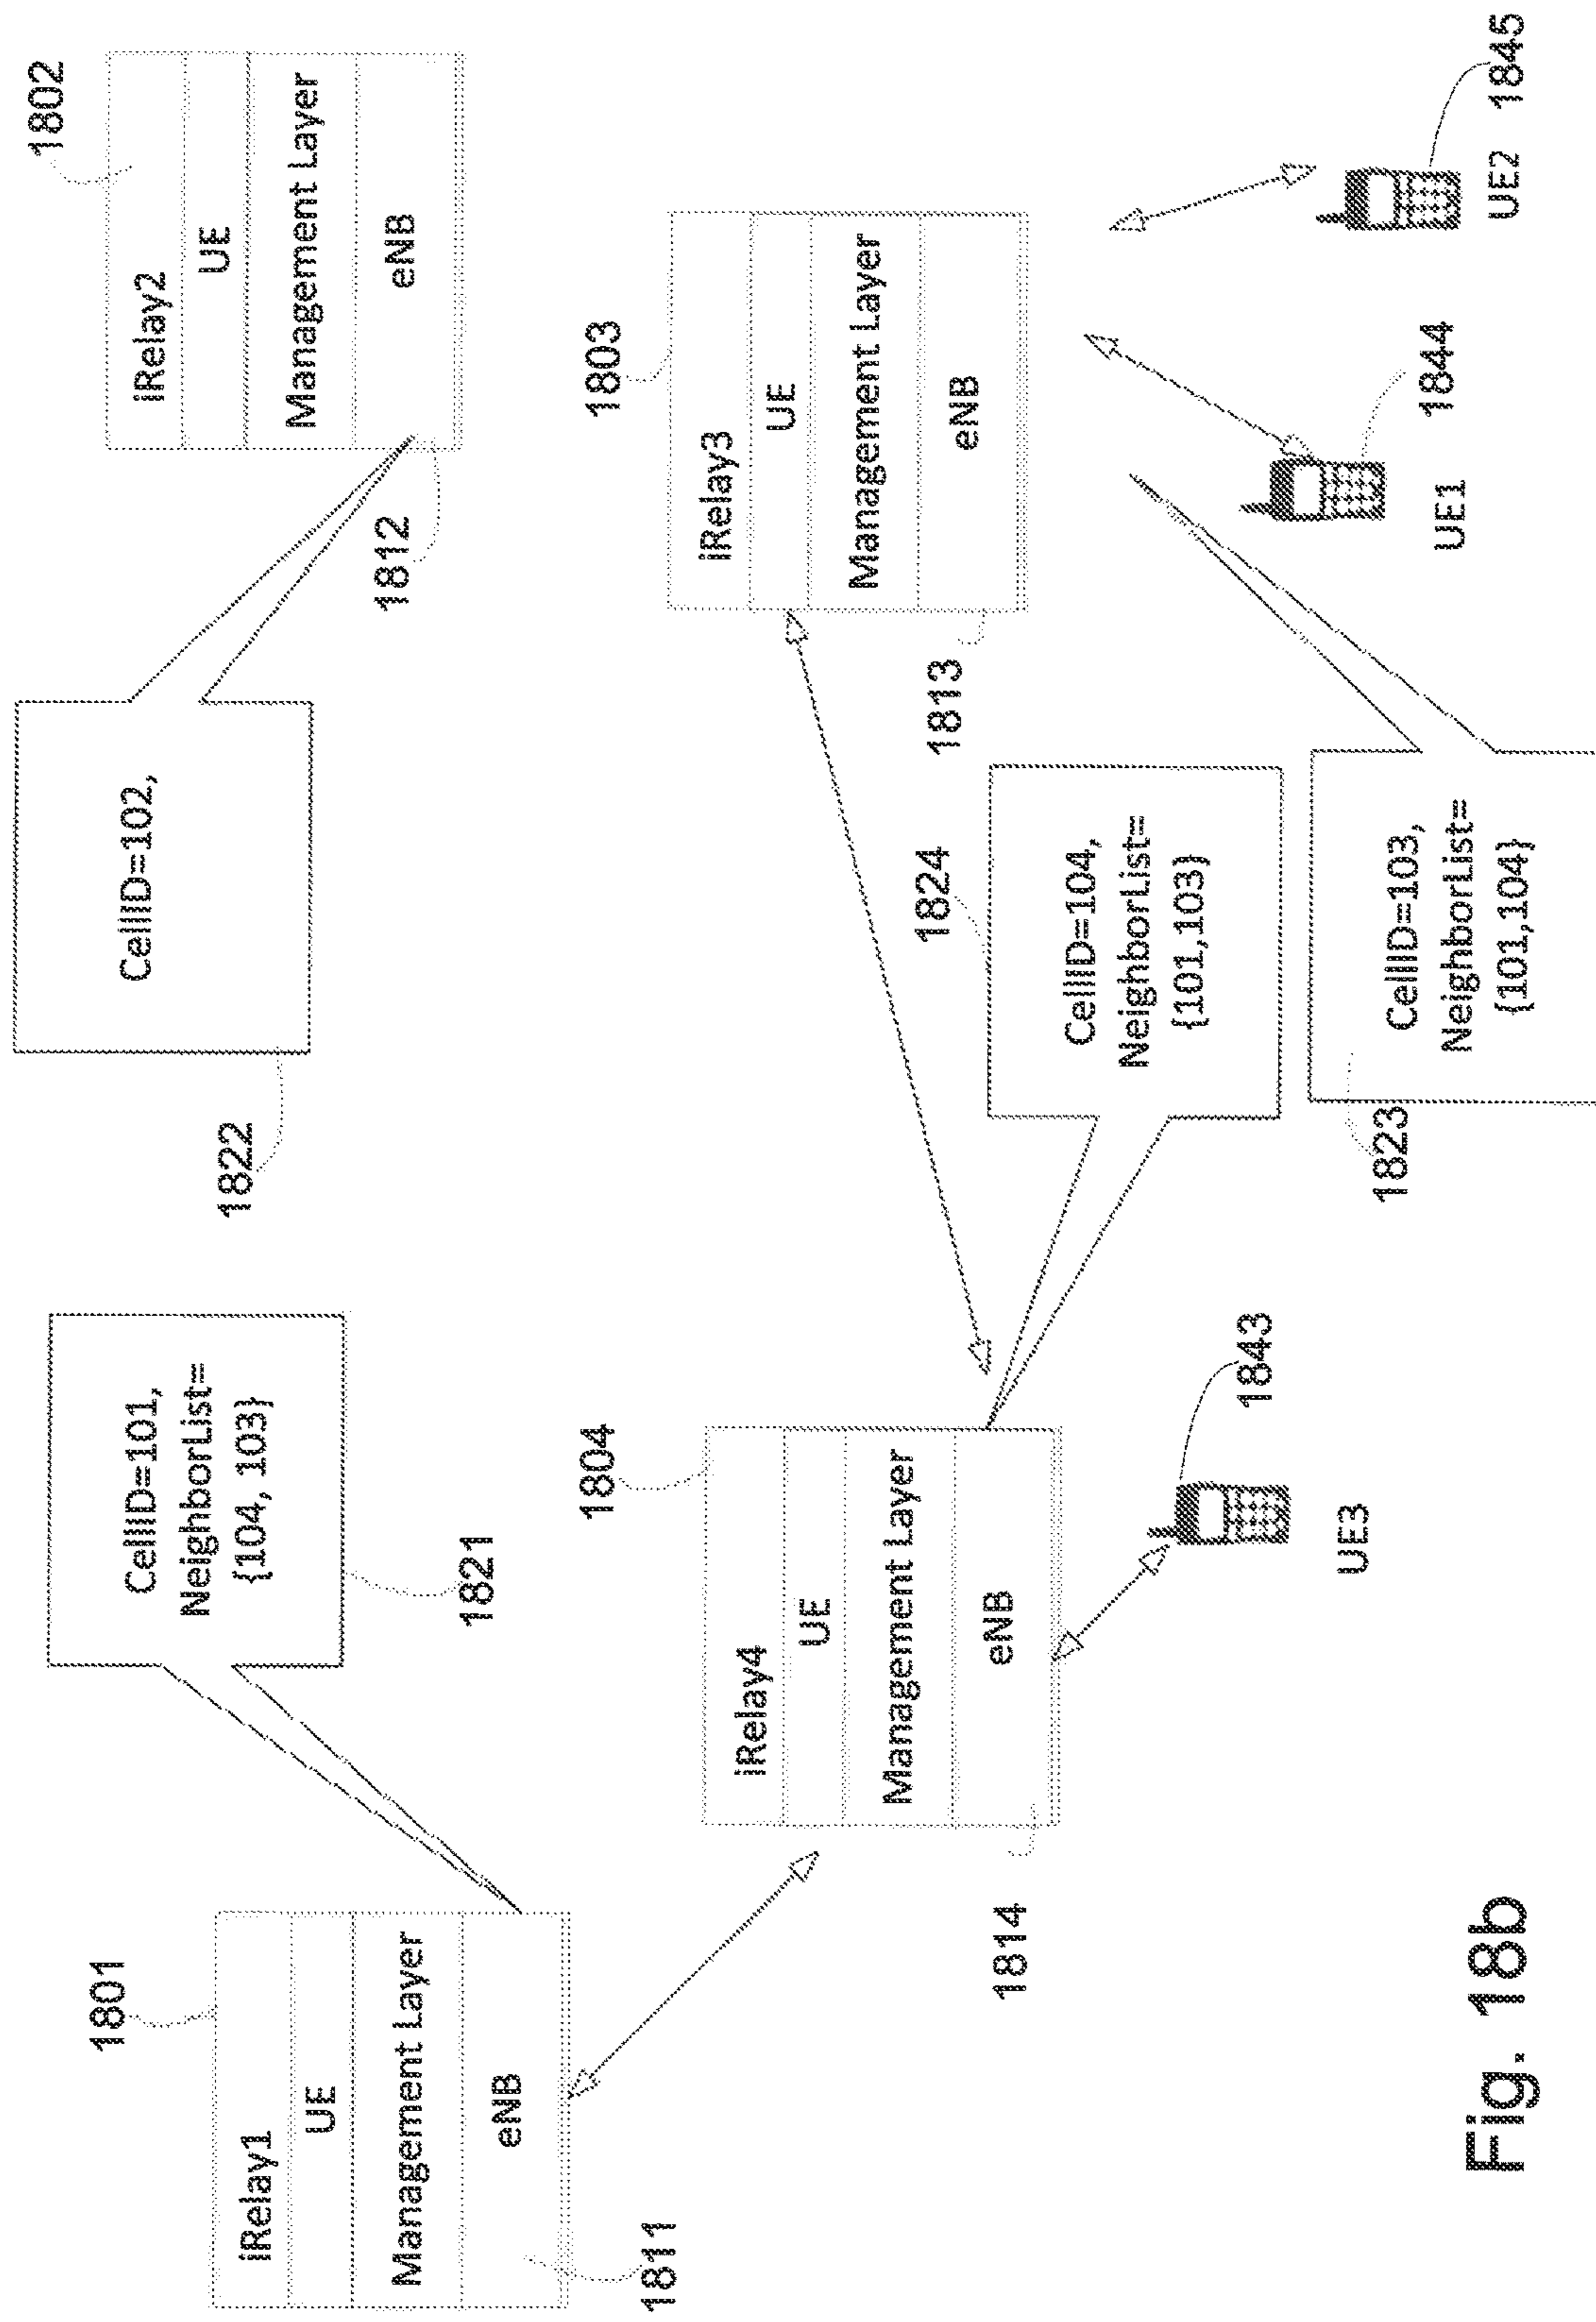 1801
iRelay1
UE
Management Layer
eNB
1811
CellID=101,
NeighborList=
{104, 103}
1821
CellID=102,
1822
1802
iRelay2
UE
Management Layer
eNB
1812
1804
iRelay4
UE
Management Layer
eNB
1814
1803
iRelay3
UE
Management Layer
eNB
1813
1824
CellID=104,
NeighborList=
{101,103}
1843
UE3
1823
CellID=103,
NeighborList=
{101,104}
1844
UE1
1845
UE2
Fig. 18b